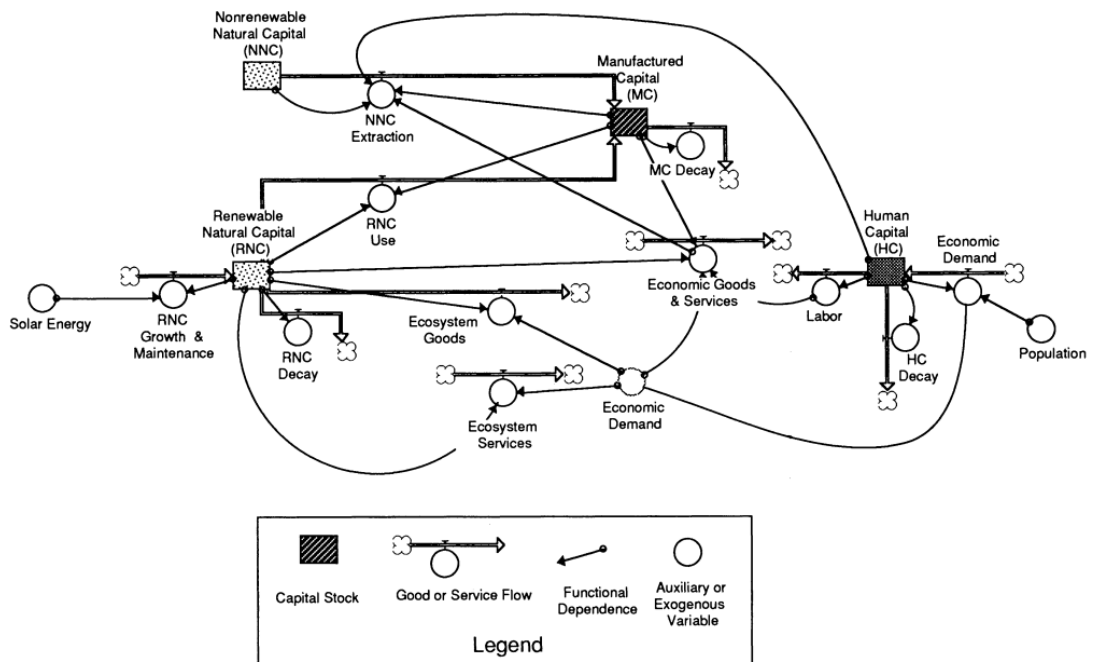 Nonrenewable
Natural Capital
(NNC)
Manufactured
Capital
(MC)
NNC
Extraction
MC Decay
Renewable
Natural Capital
(RNC)
RNC
Use
Human
Capital
(HC)
Economic
Demand
Solar Energy
RNC
Growth &
Maintenance
RNC
Decay
Ecosystem
Goods
Economic Goods
& Services
Labor
HC
Decay
Population
Ecosystem
Services
Economic
Demand
Capital Stock
Good or Service Flow
Functional
Dependence
Auxiliary or
Exogenous
Variable
Legend